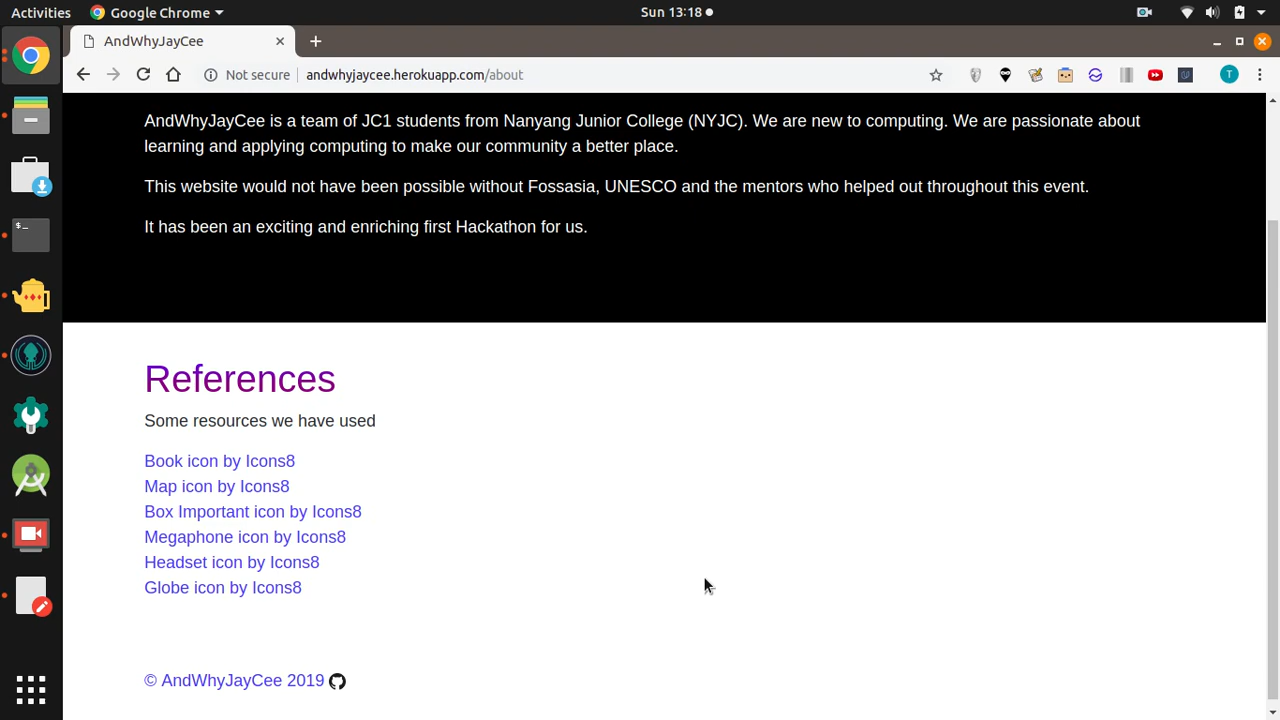 Activities
Google Chrome
Sun 13:18
AndWhyJayCee
Not secure
andwhyjaycee.herokuapp.com/about
T
$_
AndWhyJayCee is a team of JC1 students from Nanyang Junior College (NYJC). We are new to computing. We are passionate about
learning and applying computing to make our community a better place.
This website would not have been possible without Fossasia, UNESCO and the mentors who helped out throughout this event.
It has been an exciting and enriching first Hackathon for us.
References
Some resources we have used
Book icon by Icons8
Map icon by Icons8
Box Important icon by Icons8
Megaphone icon by Icons8
Headset icon by Icons8
Globe icon by Icons8
© AndWhyJayCee 2019